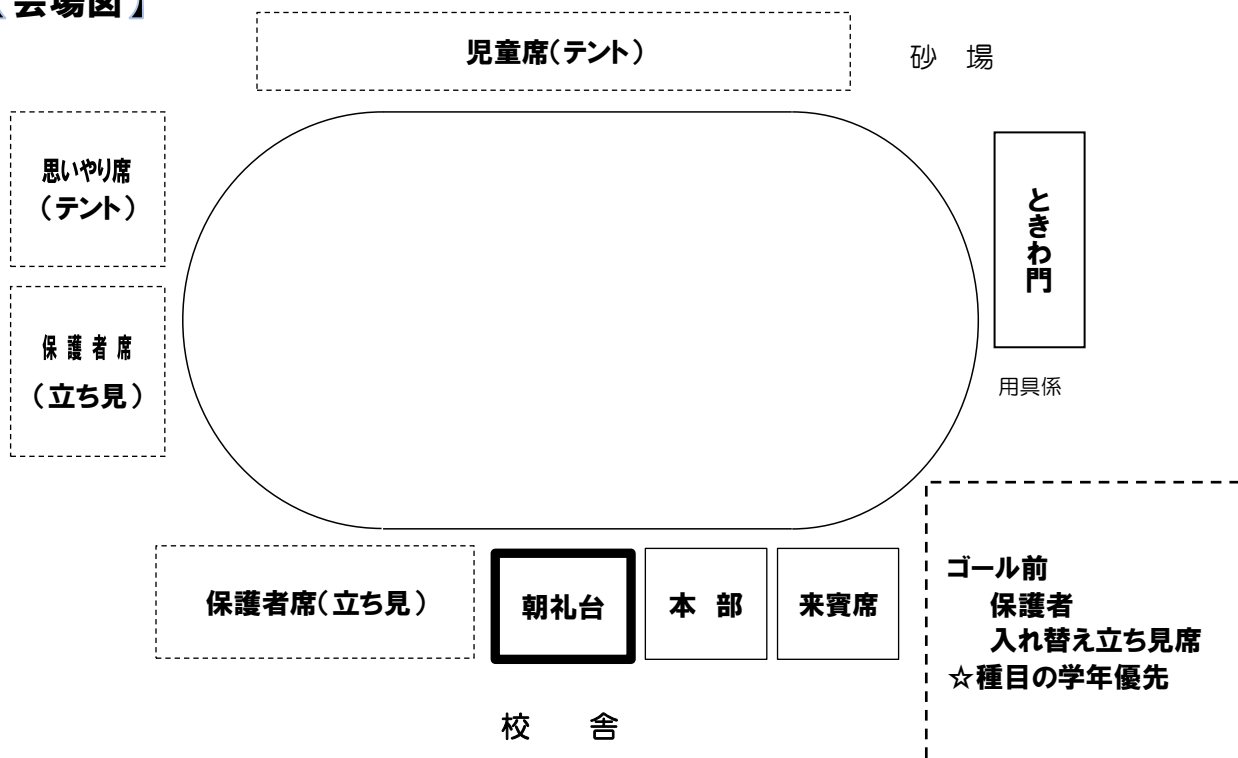 【会場図】
児童席（テント）
砂　場
思いやり席
（テント）
ときわ門
保護者席
（立ち見）
用具係
保護者席（立ち見）
朝礼台
本　部
来賓席
ゴール前
保護者
入れ替え立ち見席
☆種目の学年優先
校　　舎